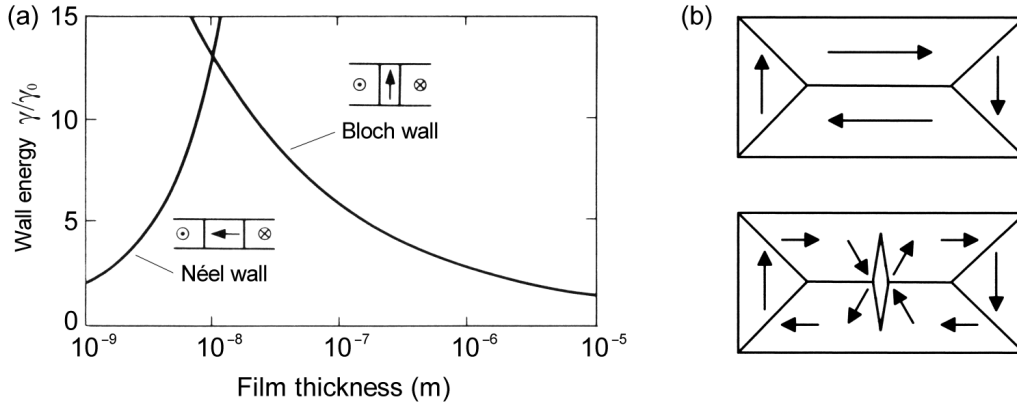 (a)
15
10
5
0
Wall energy γ/γ₀
Bloch wall
Néel wall
10⁻⁹
10⁻⁸
10⁻⁷
10⁻⁶
10⁻⁵
Film thickness (m)
(b)